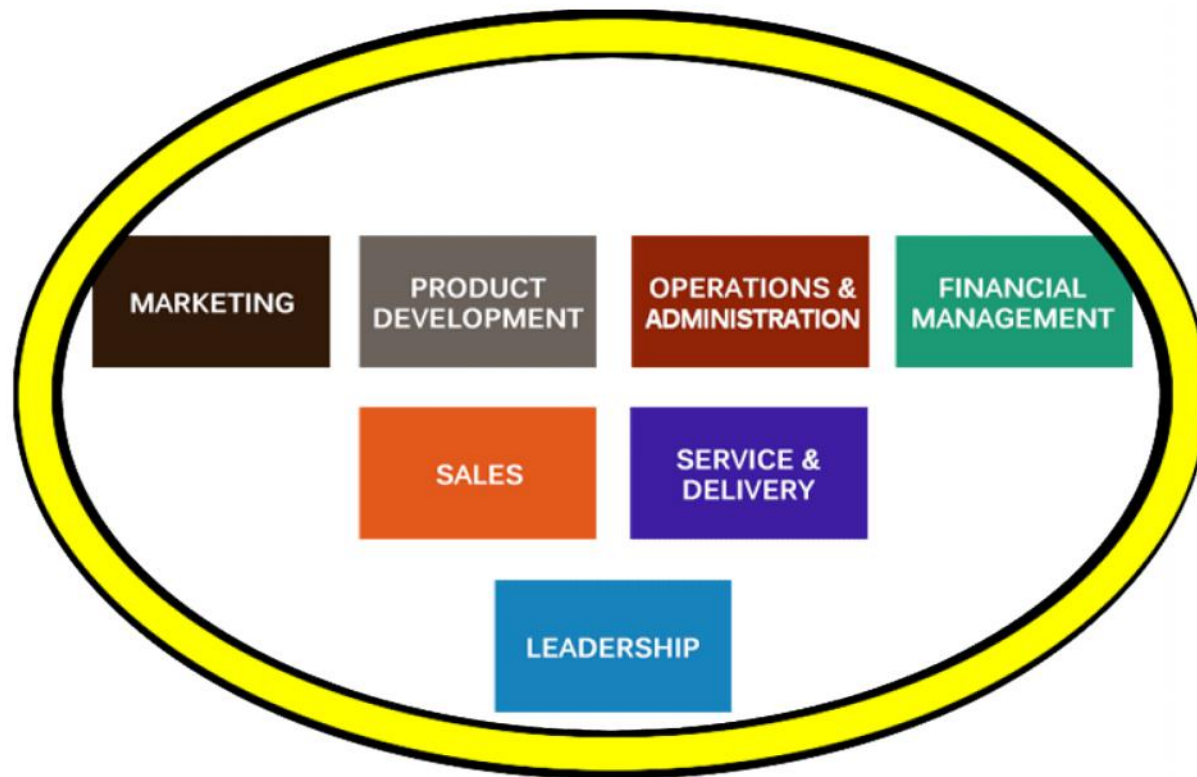 MARKETING
PRODUCT
DEVELOPMENT
OPERATIONS &
ADMINISTRATION
FINANCIAL
MANAGEMENT
SALES
SERVICE &
DELIVERY
LEADERSHIP